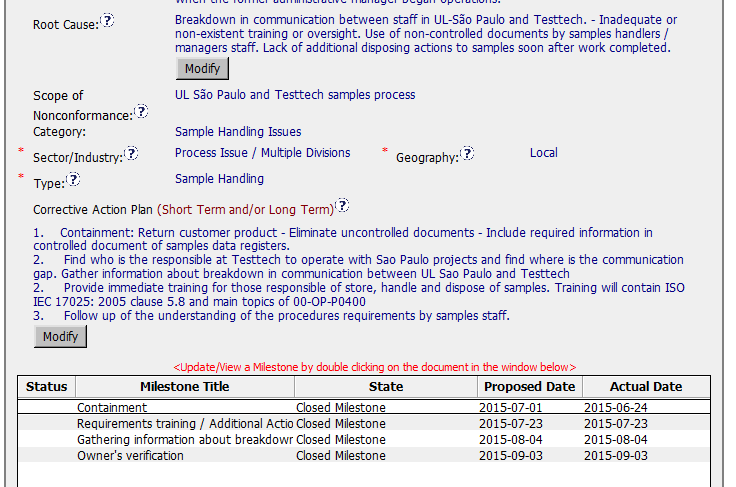 when the former administrative manager began operations.
Root Cause:?
Breakdown in communication between staff in UL-São Paulo and Testtech. - Inadequate or
non-existent training or oversight. Use of non-controlled documents by samples handlers /
managers staff. Lack of additional disposing actions to samples soon after work completed.
Modify
Scope of
Nonconformance:?
UL São Paulo and Testtech samples process
Category:
Sample Handling Issues
* Sector/Industry:? Process Issue / Multiple Divisions * Geography:? Local
* Type:? Sample Handling
Corrective Action Plan (Short Term and/or Long Term)?
1. Containment: Return customer product - Eliminate uncontrolled documents - Include required information in
controlled document of samples data registers.
2. Find who is the responsible at Testtech to operate with Sao Paulo projects and find where is the communication
gap. Gather information about breakdown in communication between UL Sao Paulo and Testtech
2. Provide immediate training for those responsible of store, handle and dispose of samples. Training will contain ISO
IEC 17025: 2005 clause 5.8 and main topics of 00-OP-P0400
3. Follow up of the understanding of the procedures requirements by samples staff.
Modify
<Update/View a Milestone by double clicking on the document in the window below>
Status Milestone Title State Proposed Date Actual Date
Containment Closed Milestone 2015-07-01 2015-06-24
Requirements training / Additional Actio Closed Milestone 2015-07-23 2015-07-23
Gathering information about breakdowr Closed Milestone 2015-08-04 2015-08-04
Owner's verification Closed Milestone 2015-09-03 2015-09-03